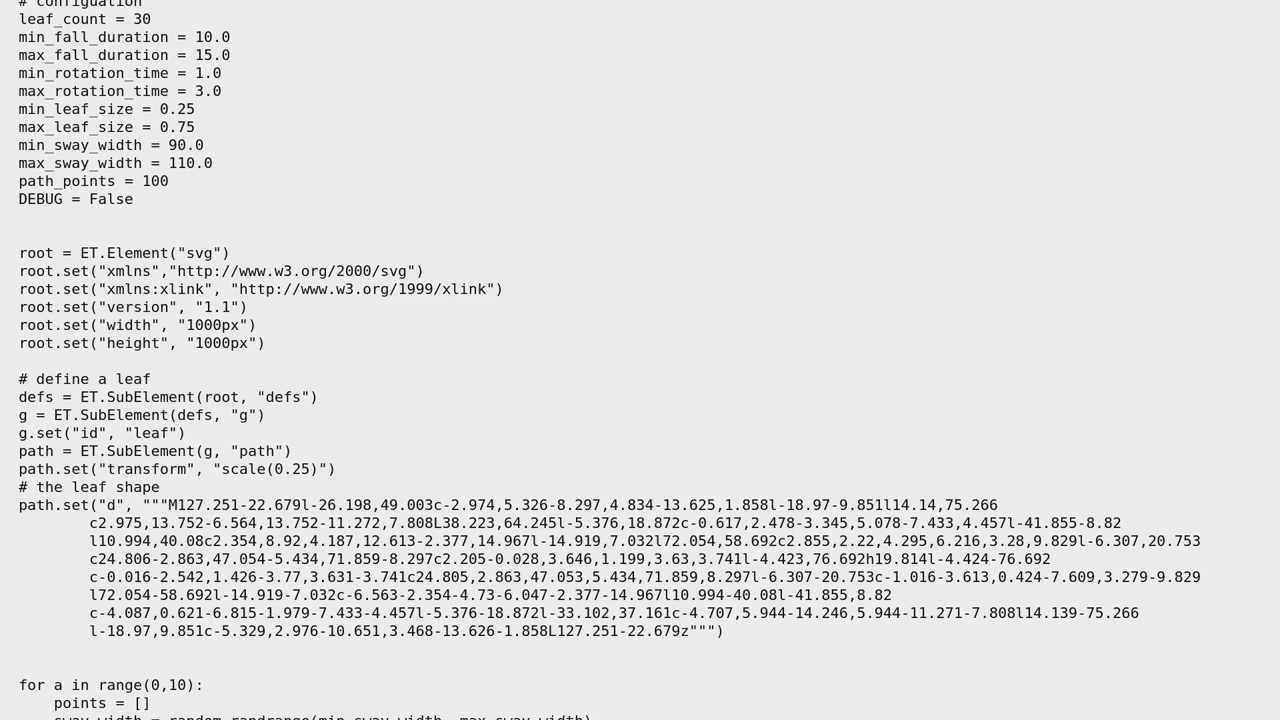 # configuation
leaf_count = 30
min_fall_duration = 10.0
max_fall_duration = 15.0
min_rotation_time = 1.0
max_rotation_time = 3.0
min_leaf_size = 0.25
max_leaf_size = 0.75
min_sway_width = 90.0
max_sway_width = 110.0
path_points = 100
DEBUG = False
root = ET.Element("svg")
root.set("xmlns","http://www.w3.org/2000/svg")
root.set("xmlns:xlink", "http://www.w3.org/1999/xlink")
root.set("version", "1.1")
root.set("width", "1000px")
root.set("height", "1000px")
# define a leaf
defs = ET.SubElement(root, "defs")
g = ET.SubElement(defs, "g")
g.set("id", "leaf")
path = ET.SubElement(g, "path")
path.set("transform", "scale(0.25)")
# the leaf shape
path.set("d", """M127.251-22.679l-26.198,49.003c-2.974,5.326-8.297,4.834-13.625,1.858l-18.97-9.851l14.14,75.266
c2.975,13.752-6.564,13.752-11.272,7.808L38.223,64.245l-5.376,18.872c-0.617,2.478-3.345,5.078-7.433,4.457l-41.855-8.82
l10.994,40.08c2.354,8.92,4.187,12.613-2.377,14.967l-14.919,7.032l72.054,58.692c2.855,2.22,4.295,6.216,3.28,9.829l-6.307,20.753
c24.806-2.863,47.054-5.434,71.859-8.297c2.205-0.028,3.646,1.199,3.63,3.741l-4.423,76.692h19.814l-4.424-76.692
c-0.016-2.542,1.426-3.77,3.631-3.741c24.805,2.863,47.053,5.434,71.859,8.297l-6.307-20.753c-1.016-3.613,0.424-7.609,3.279-9.829
l72.054-58.692l-14.919-7.032c-6.563-2.354-4.73-6.047-2.377-14.967l10.994-40.08l-41.855,8.82
c-4.087,0.621-6.815-1.979-7.433-4.457l-5.376-18.872l-33.102,37.161c-4.707,5.944-14.246,5.944-11.271-7.808l14.139-75.266
l-18.97,9.851c-5.329,2.976-10.651,3.468-13.626-1.858L127.251-22.679z""")
for a in range(0,10):
points = []
sway_width = random.randrange(min_sway_width, max_sway_width)